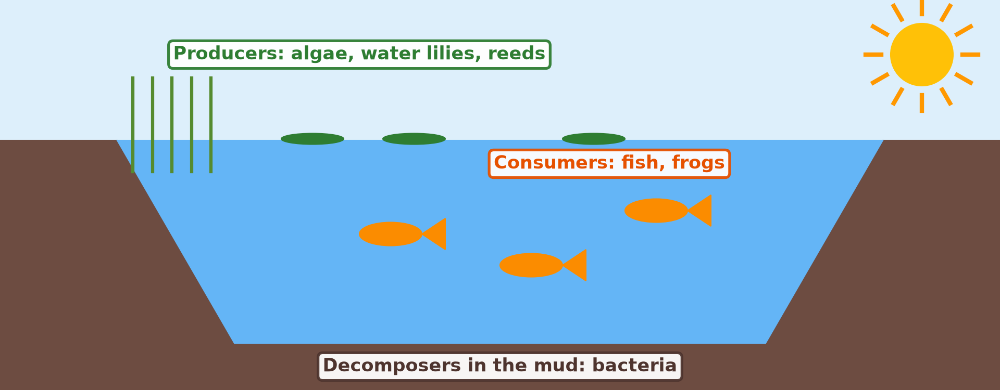 Producers: algae, water lilies, reeds
Consumers: fish, frogs
Decomposers in the mud: bacteria